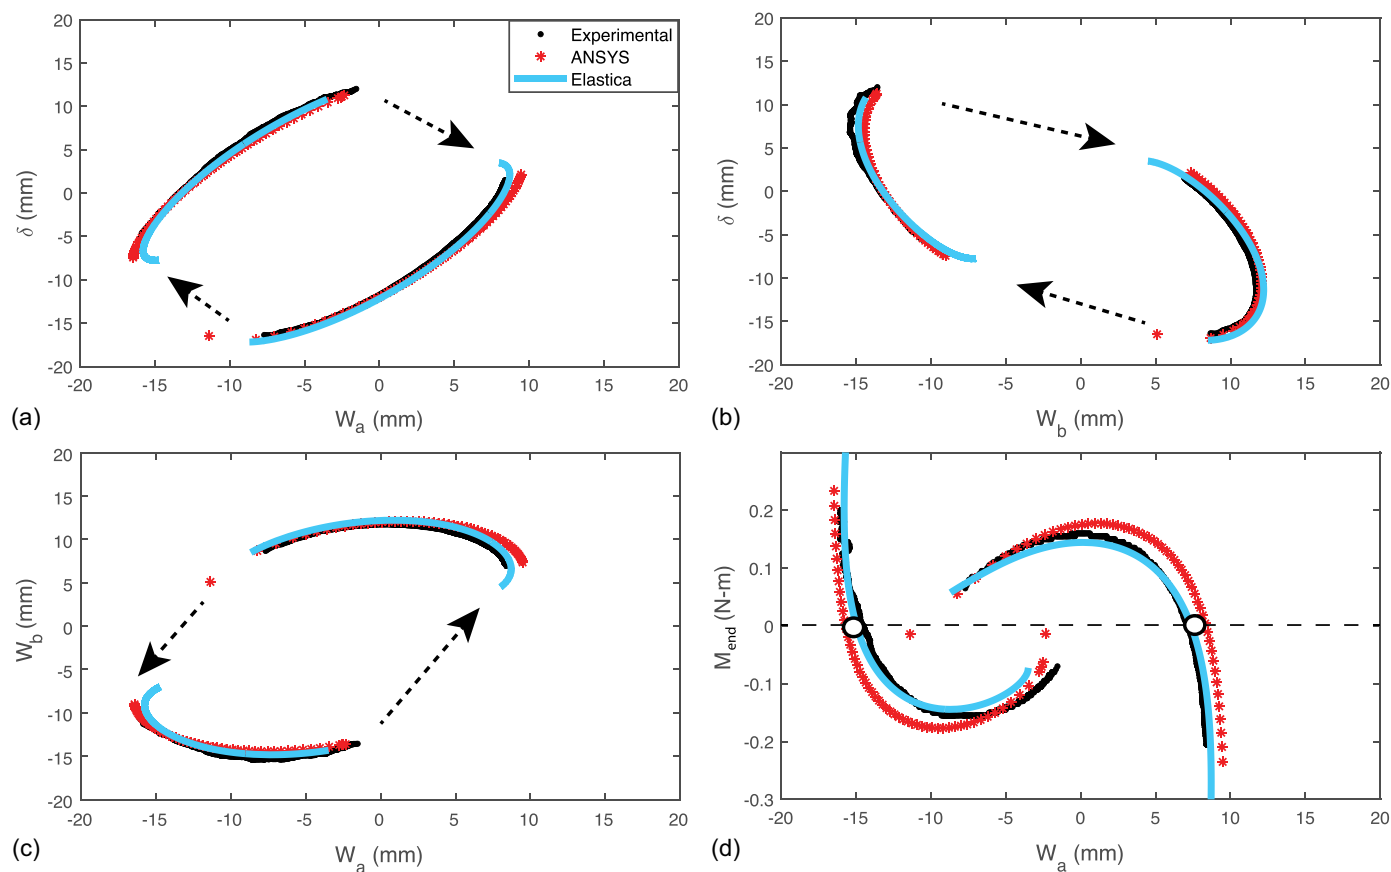 20
15
10
5
0
-5
-10
-15
-20
δ (mm)
-20 -15 -10 -5 0 5 10 15 20
W_a (mm)
(a)
Experimental
ANSYS
Elastica
20
15
10
5
0
-5
-10
-15
-20
δ (mm)
-20 -15 -10 -5 0 5 10 15 20
W_b (mm)
(b)
20
15
10
5
0
-5
-10
-15
-20
W_b (mm)
-20 -15 -10 -5 0 5 10 15 20
W_a (mm)
(c)
0.2
0.1
0
-0.1
-0.2
-0.3
M_end (N-m)
-20 -15 -10 -5 0 5 10 15 20
W_a (mm)
(d)